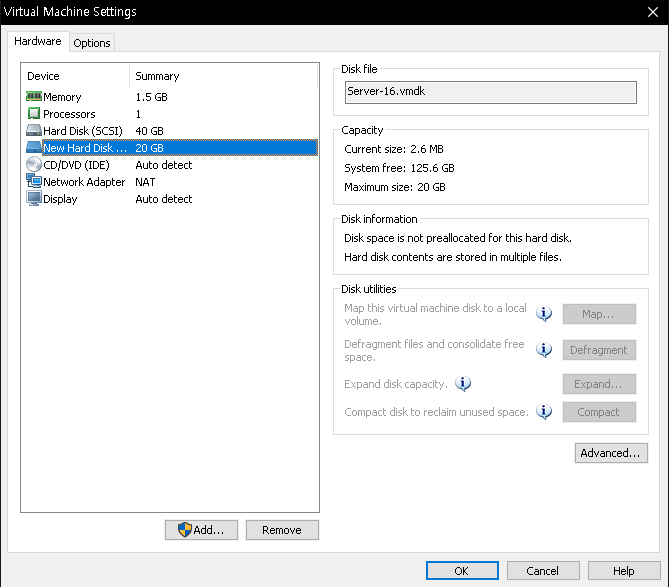 Virtual Machine Settings
Hardware
Options
Device Summary
Memory 1.5 GB
Processors 1
Hard Disk (SCSI) 40 GB
New Hard Disk ... 20 GB
CD/DVD (IDE) Auto detect
Network Adapter NAT
Display Auto detect
Add...
Remove
Disk file
Server-16.vmdk
Capacity
Current size: 2.6 MB
System free: 125.6 GB
Maximum size: 20 GB
Disk information
Disk space is not preallocated for this hard disk.
Hard disk contents are stored in multiple files.
Disk utilities
Map this virtual machine disk to a local
volume.
Map...
Defragment files and consolidate free
space.
Defragment
Expand disk capacity.
Expand...
Compact disk to reclaim unused space.
Compact
Advanced...
OK
Cancel
Help